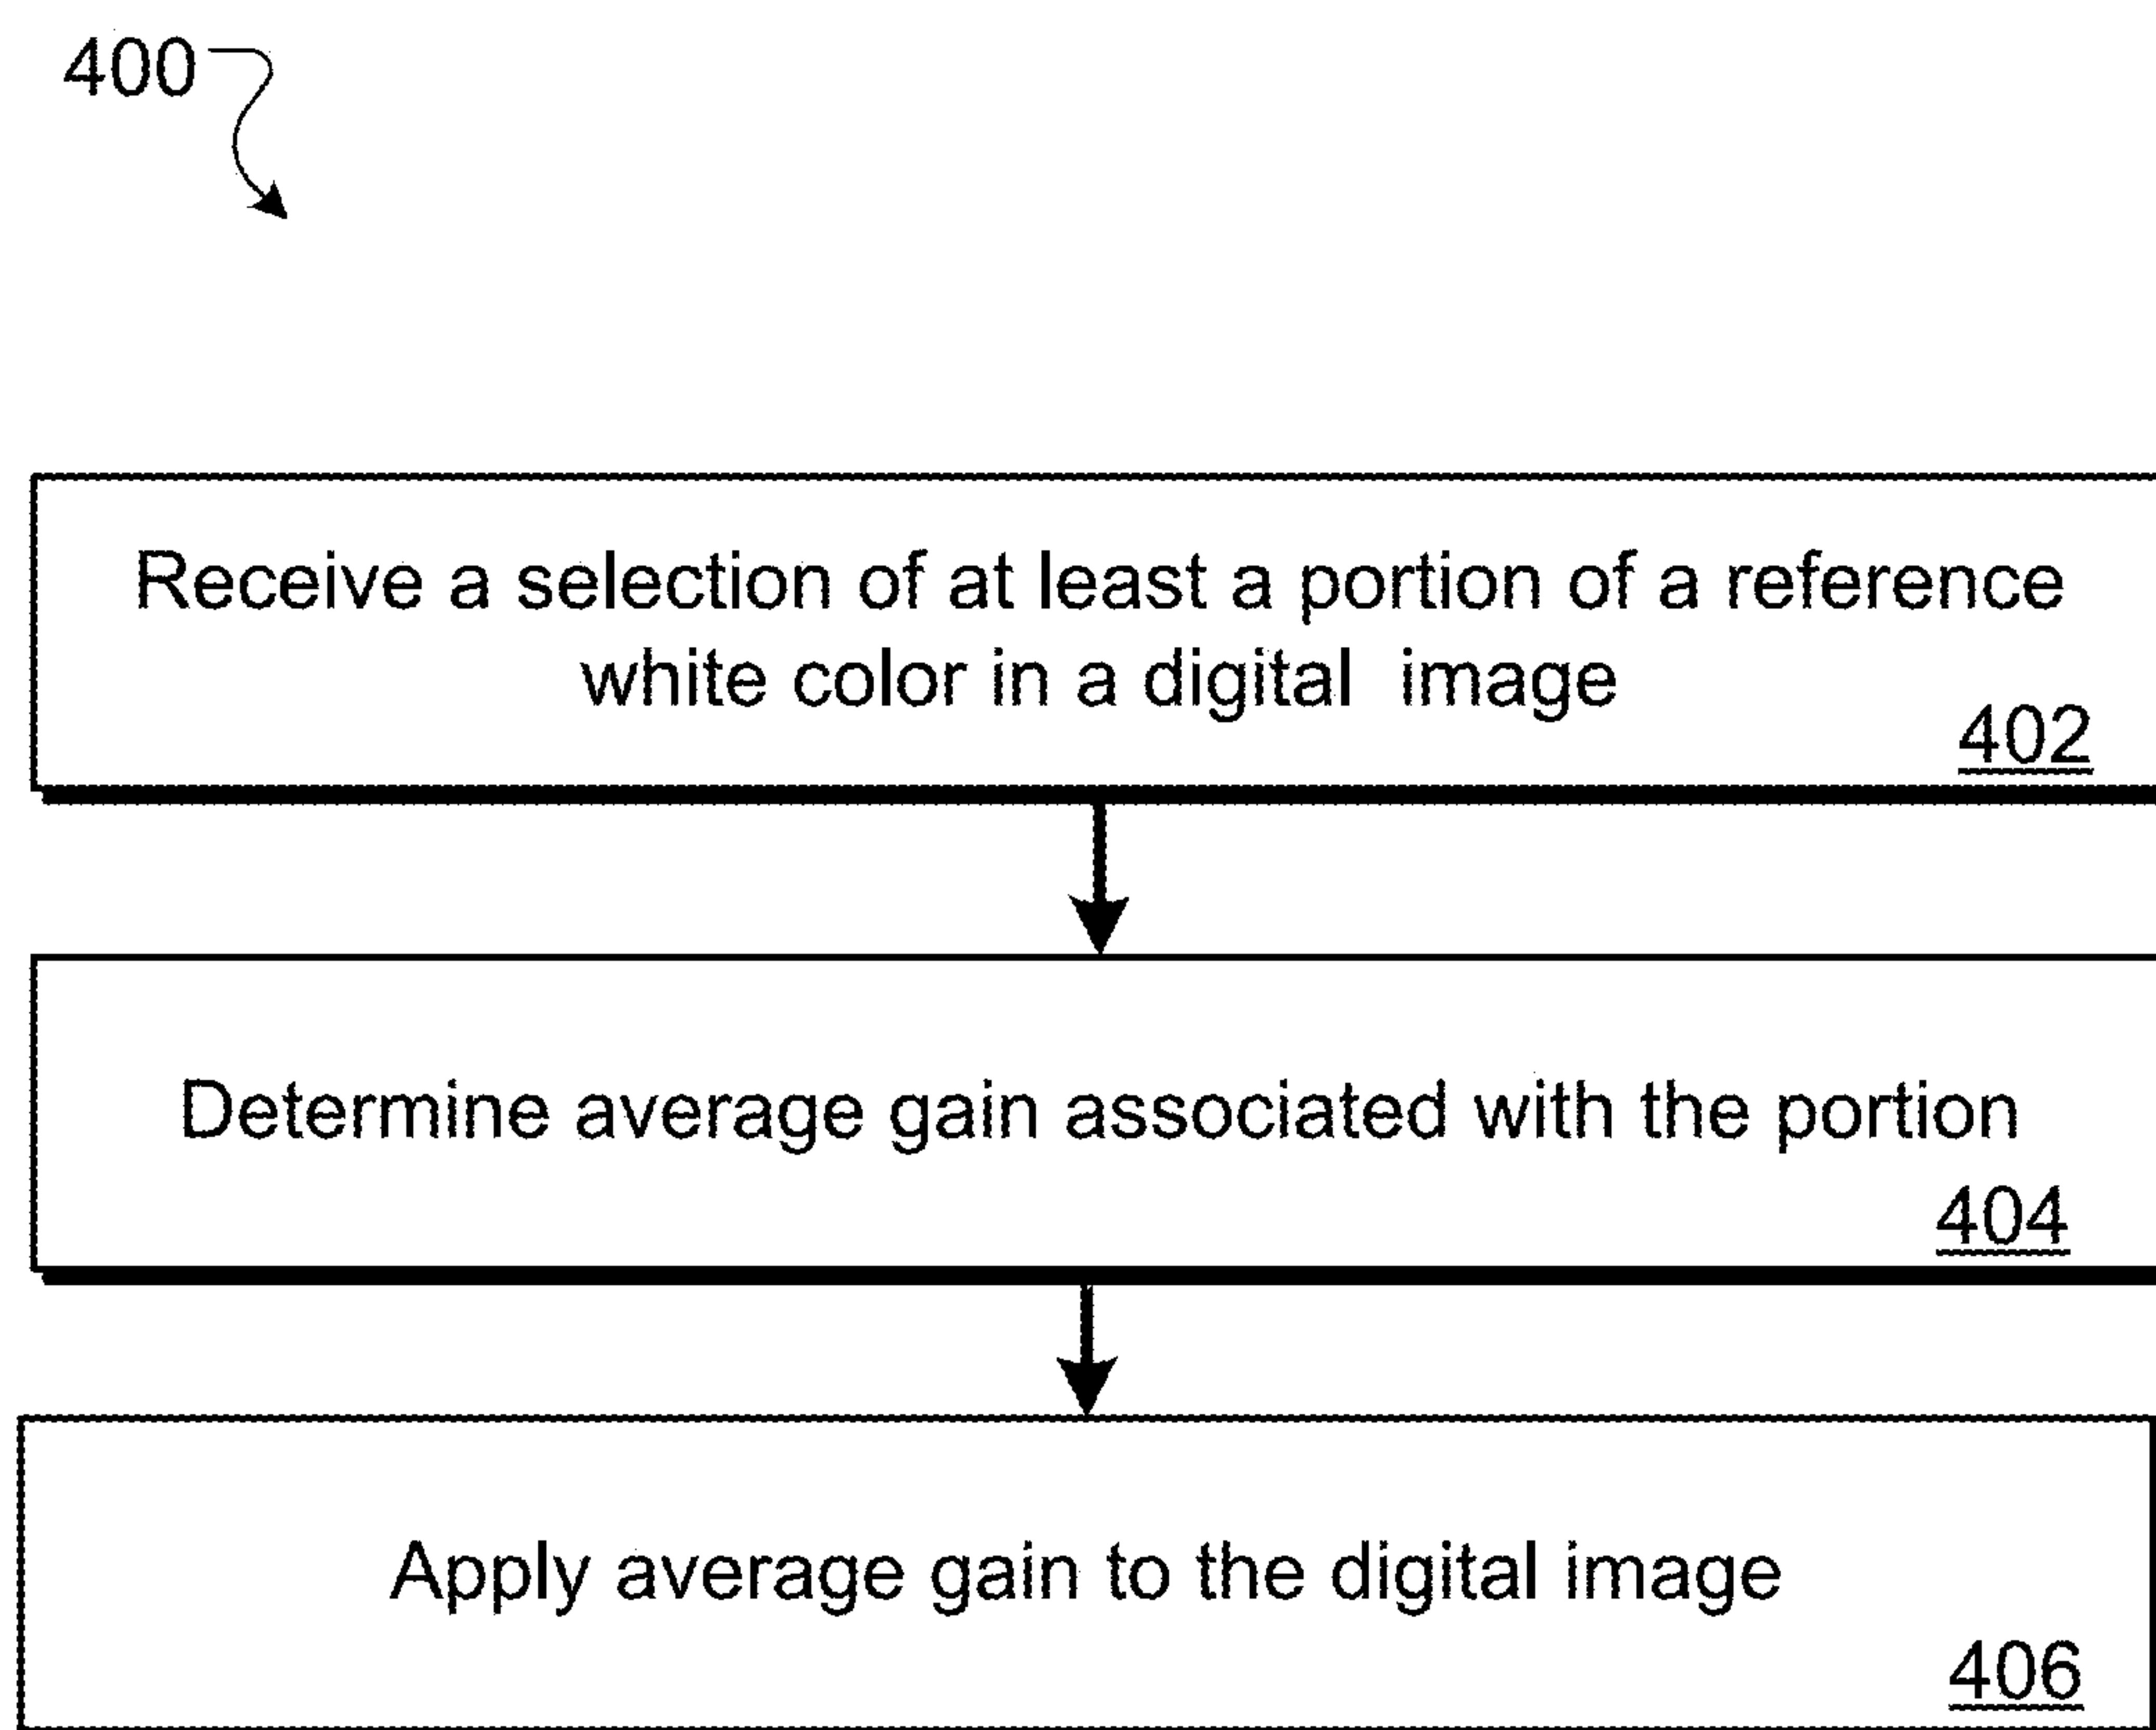 400
Receive a selection of at least a portion of a reference
white color in a digital image
402
Determine average gain associated with the portion
404
Apply average gain to the digital image
406